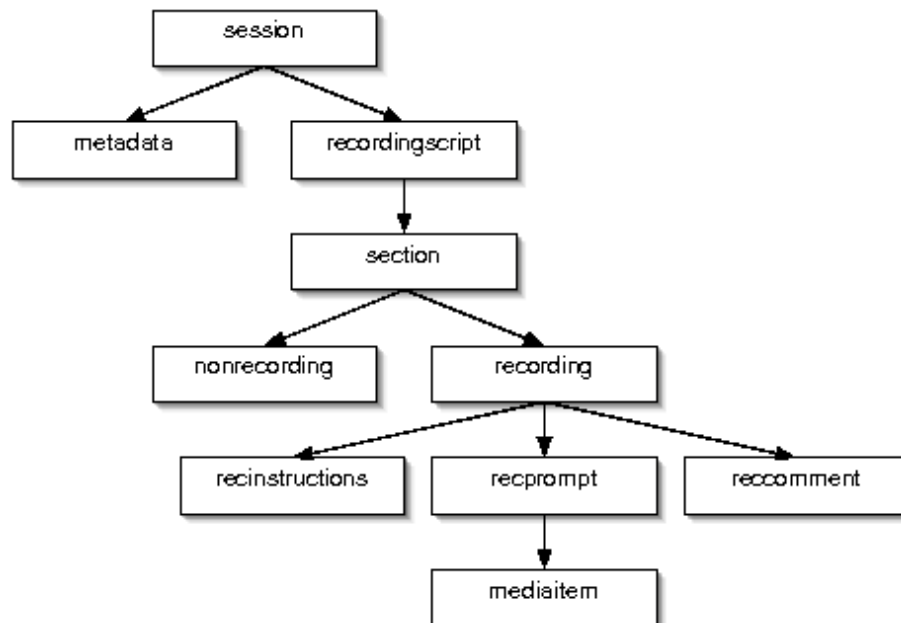 session
metadata
recordingscript
section
nonrecording
recording
recinstructions
recprompt
reccomment
mediaitem